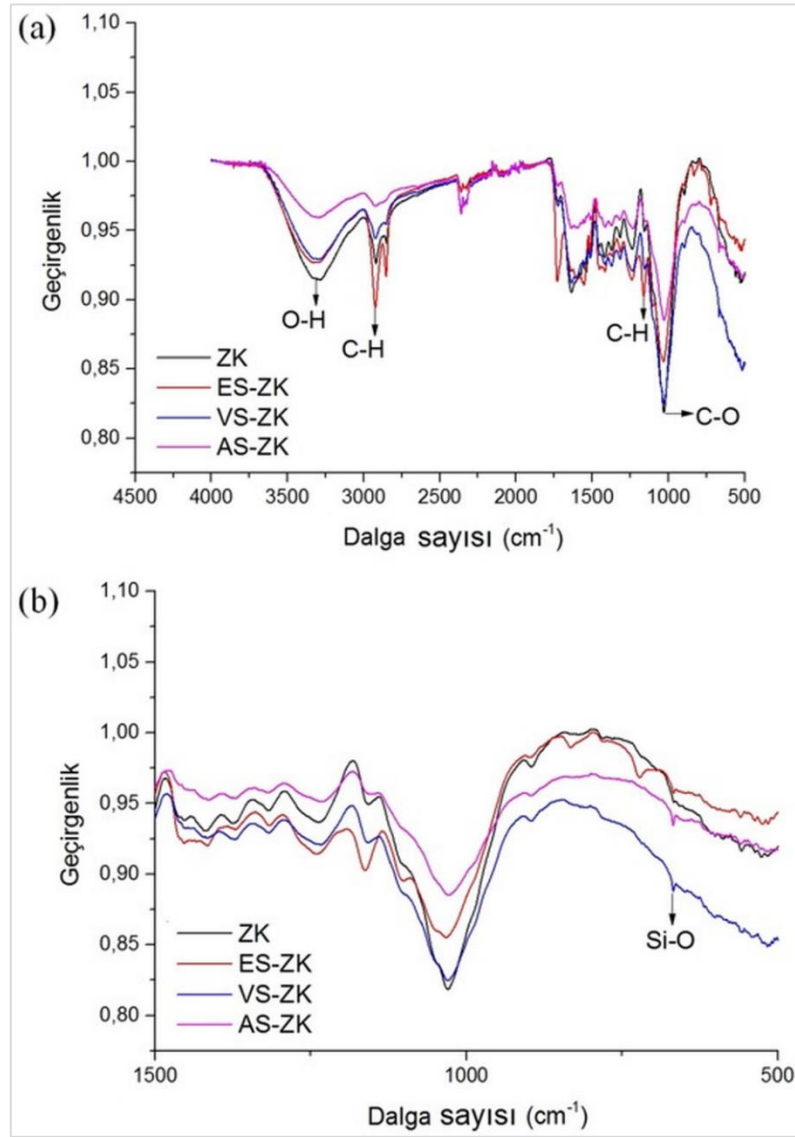 (a)
1,10
1,05
1,00
0,95
0,90
0,85
0,80
Geçirgenlik
O-H
C-H
C-H
C-O
ZK
ES-ZK
VS-ZK
AS-ZK
4500 4000 3500 3000 2500 2000 1500 1000 500
Dalga sayısı (cm⁻¹)
(b)
1,10
1,05
1,00
0,95
0,90
0,85
0,80
Geçirgenlik
Si-O
ZK
ES-ZK
VS-ZK
AS-ZK
1500 1000 500
Dalga sayısı (cm⁻¹)